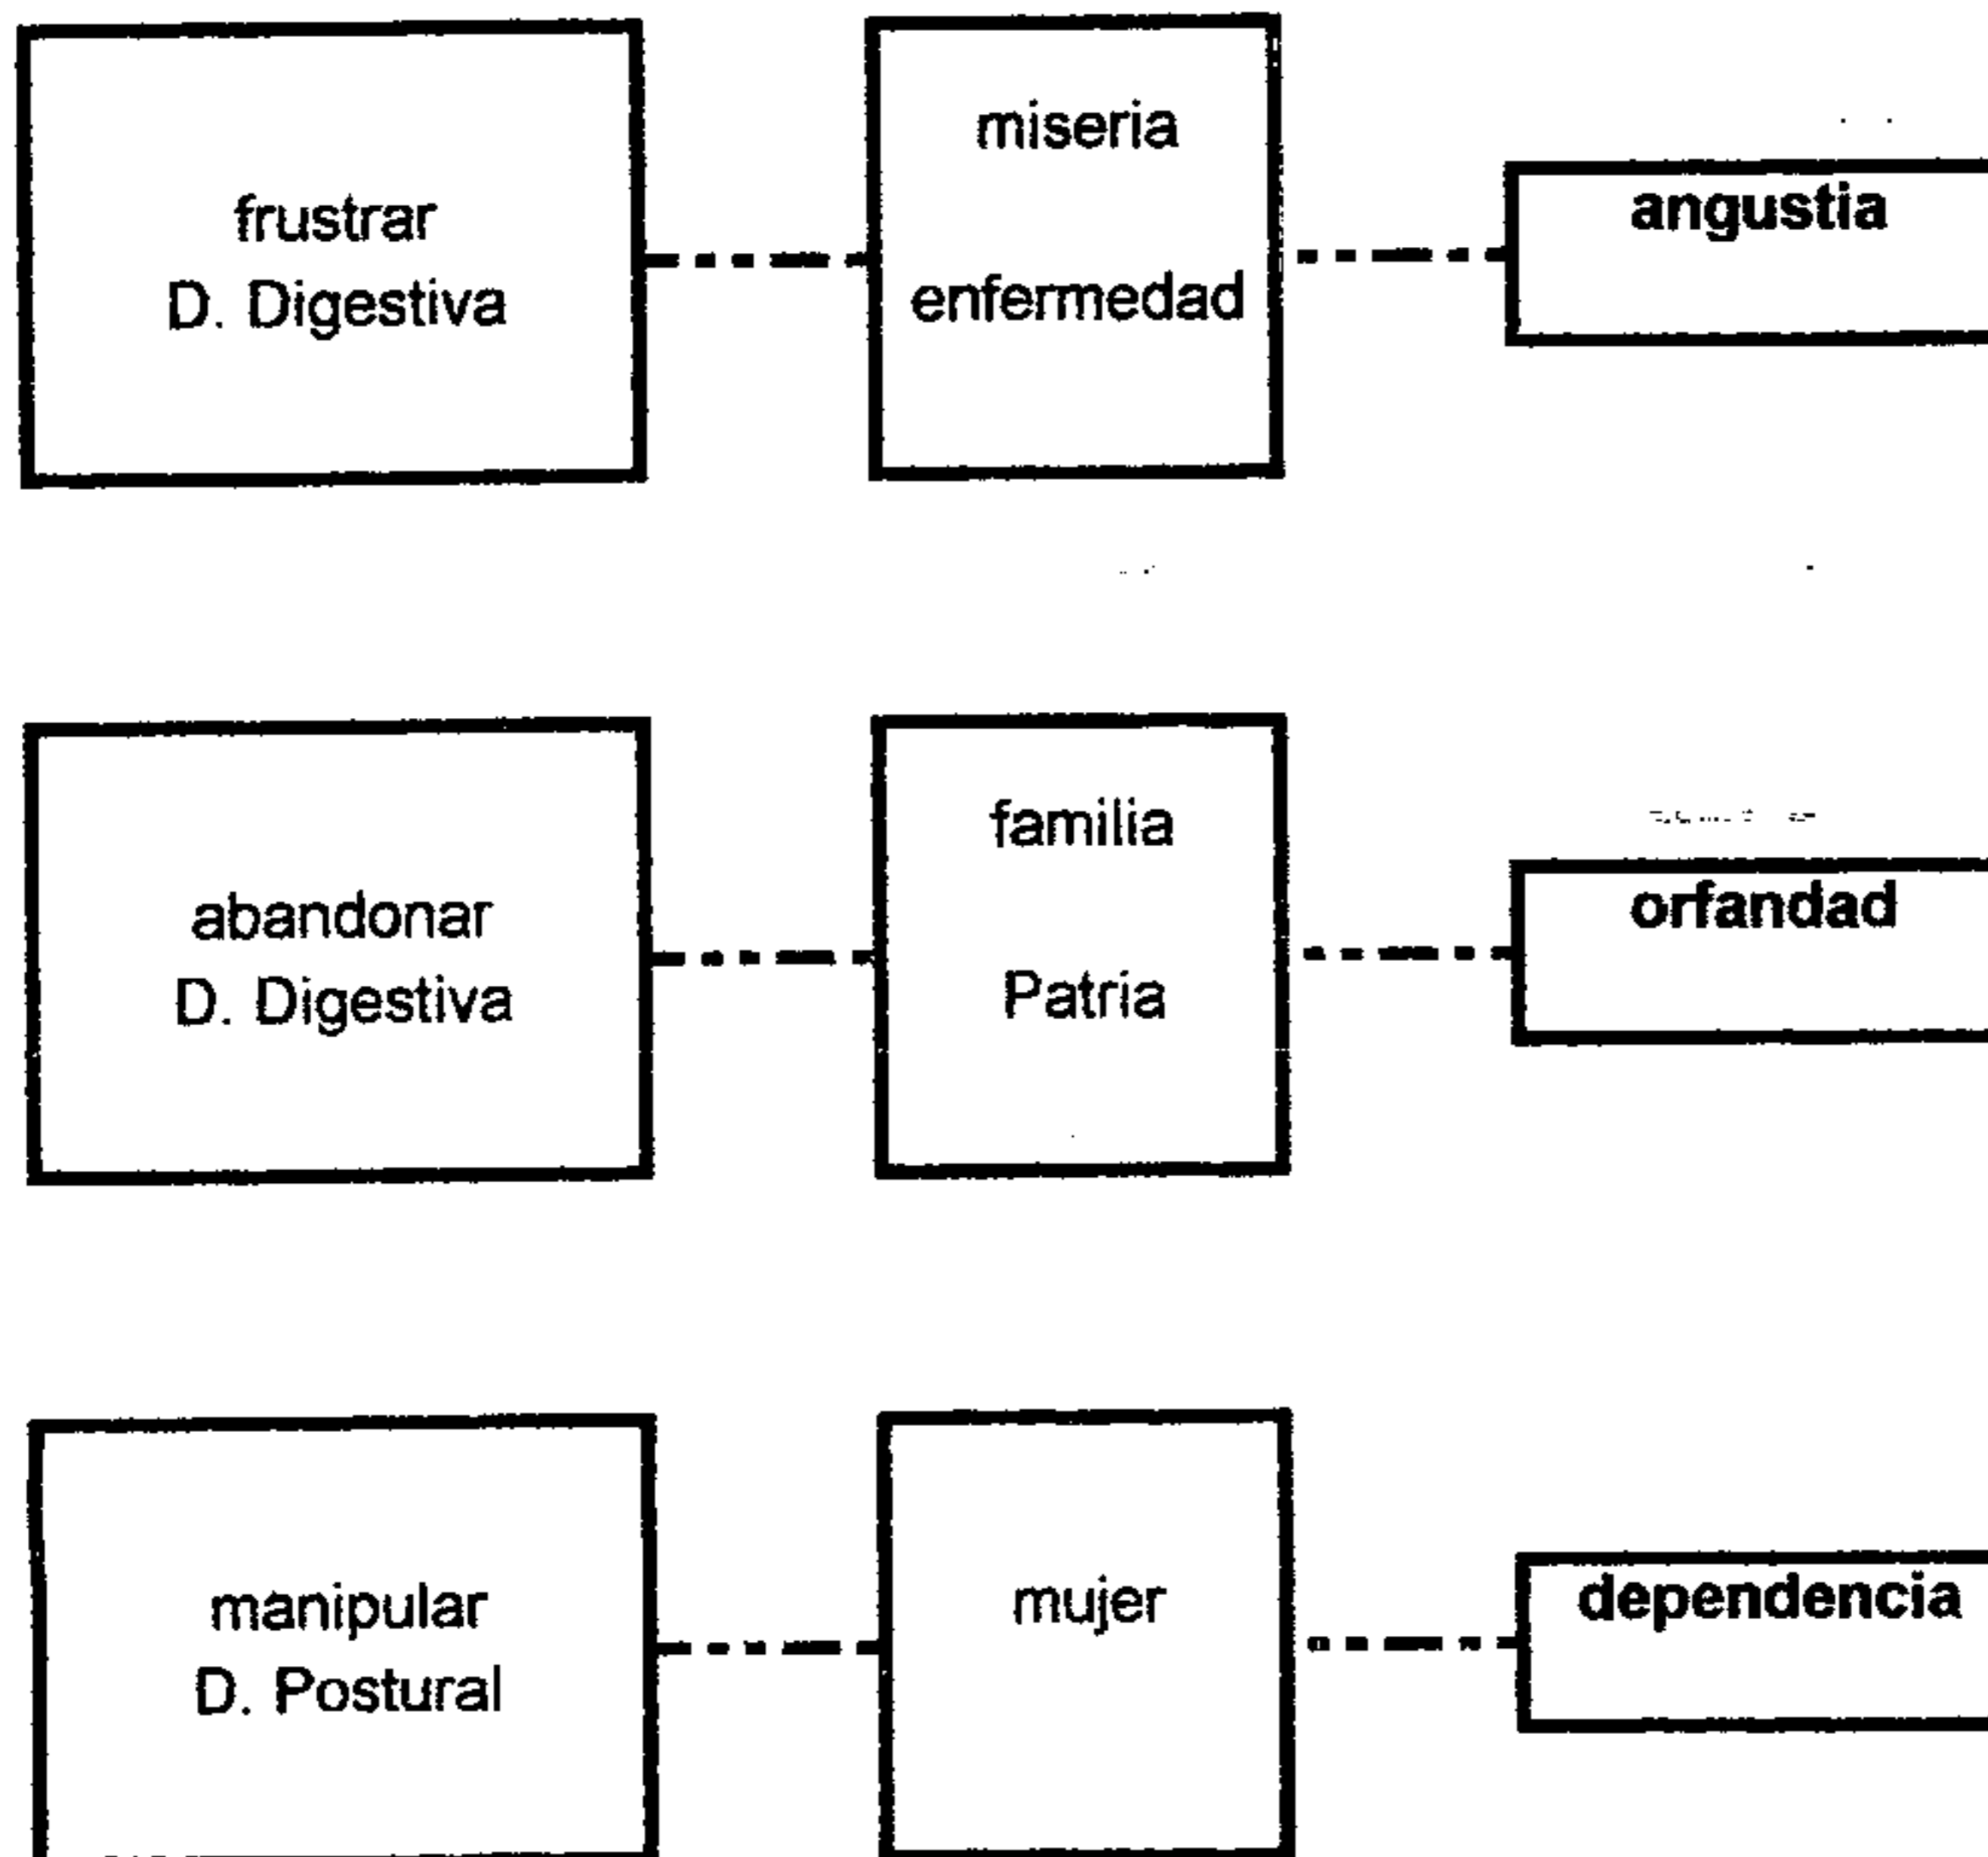 frustrar
D. Digestiva
miseria
enfermedad
angustia
abandonar
D. Digestiva
familia
Patria
orfandad
manipular
D. Postural
mujer
dependencia